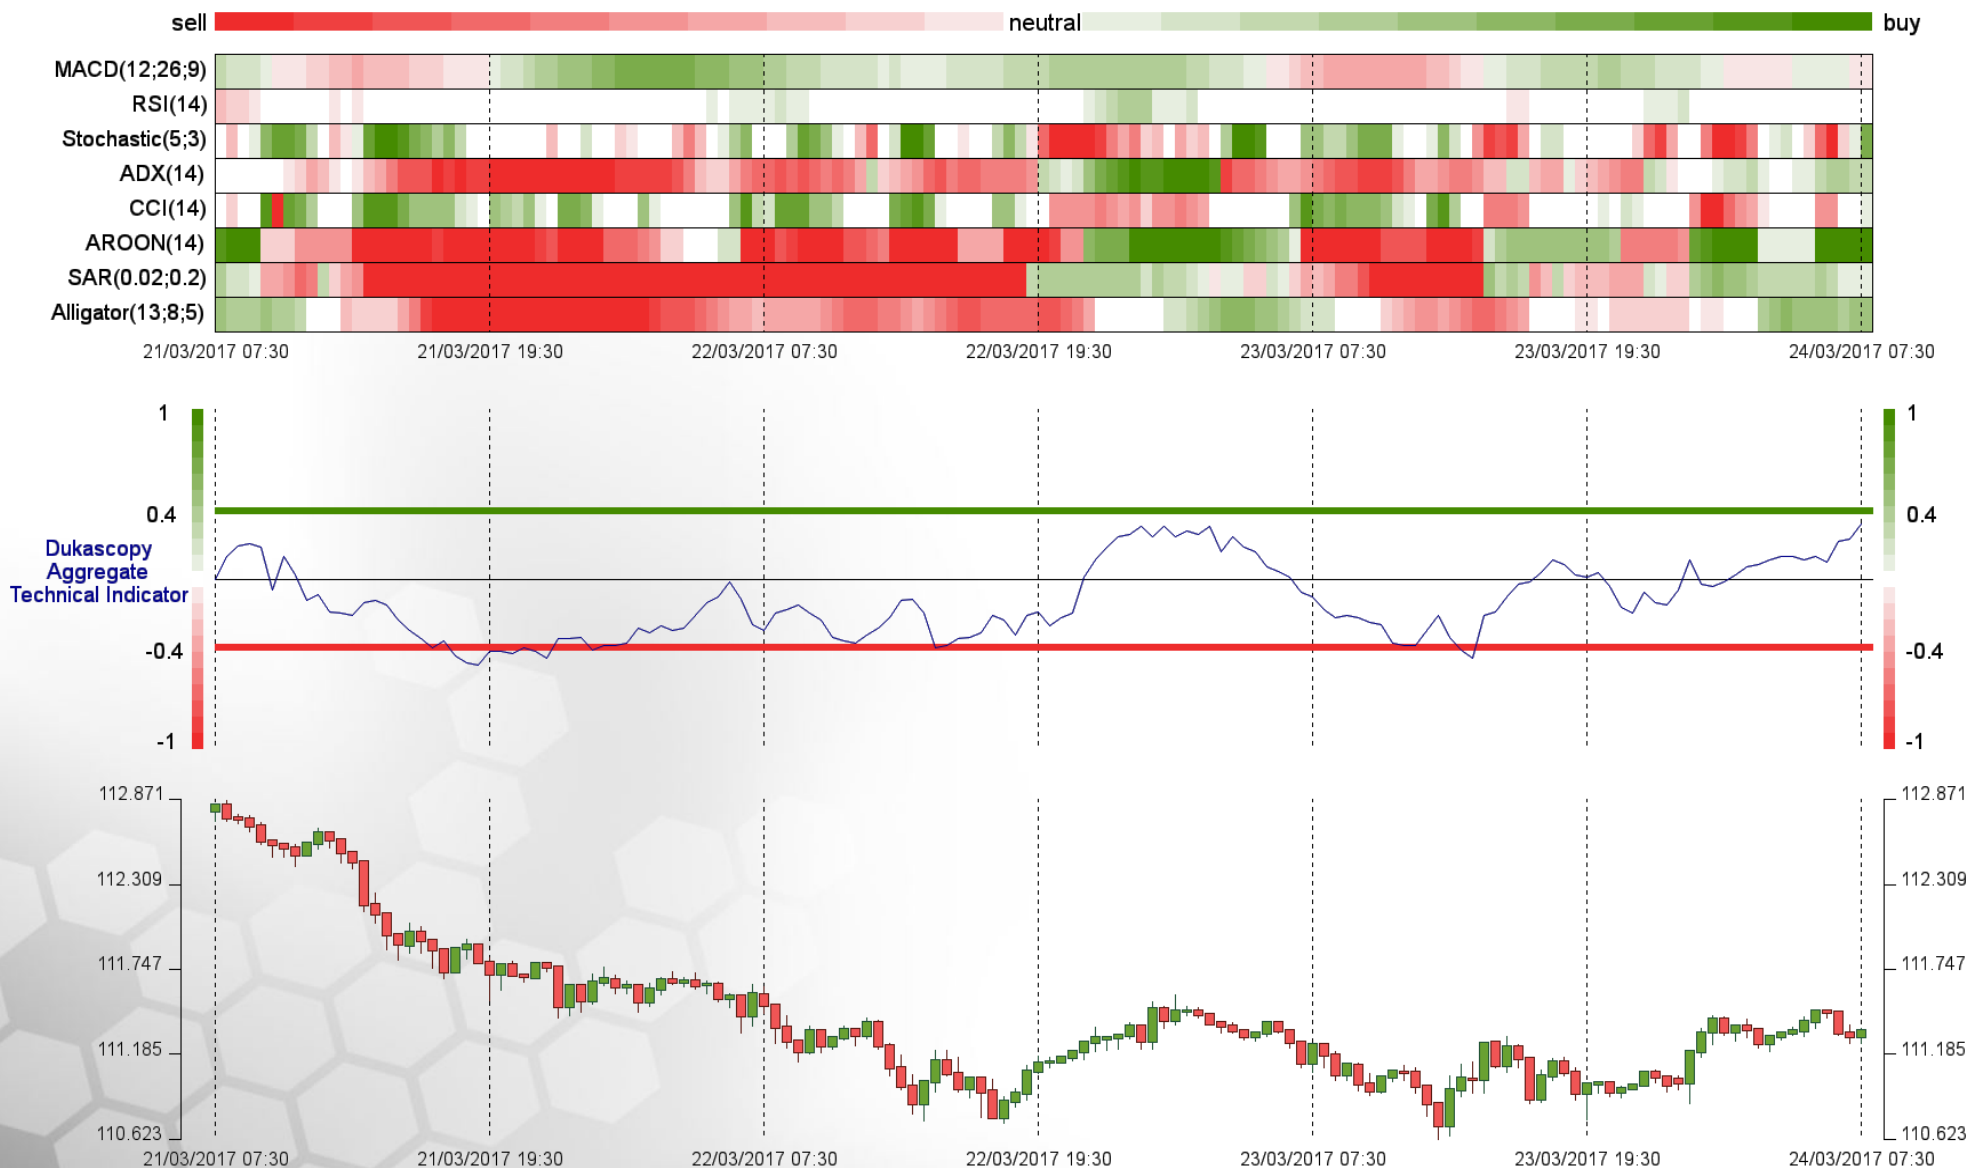 sell neutral buy
MACD(12;26;9)
RSI(14)
Stochastic(5;3)
ADX(14)
CCI(14)
AROON(14)
SAR(0.02;0.2)
Alligator(13;8;5)
21/03/2017 07:30 21/03/2017 19:30 22/03/2017 07:30 22/03/2017 19:30 23/03/2017 07:30 23/03/2017 19:30 24/03/2017 07:30
1 1
0.4 0.4
Dukascopy
Aggregate
Technical Indicator
-0.4 -0.4
-1 -1
112.871 112.871
112.309 112.309
111.747 111.747
111.185 111.185
110.623 110.623
21/03/2017 07:30 21/03/2017 19:30 22/03/2017 07:30 22/03/2017 19:30 23/03/2017 07:30 23/03/2017 19:30 24/03/2017 07:30